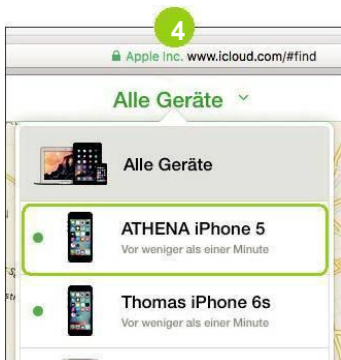 4
Apple Inc. www.icloud.com/#find
Alle Geräte
Alle Geräte
ATHENA iPhone 5
Vor weniger als einer Minute
Thomas iPhone 6s
Vor weniger als einer Minute